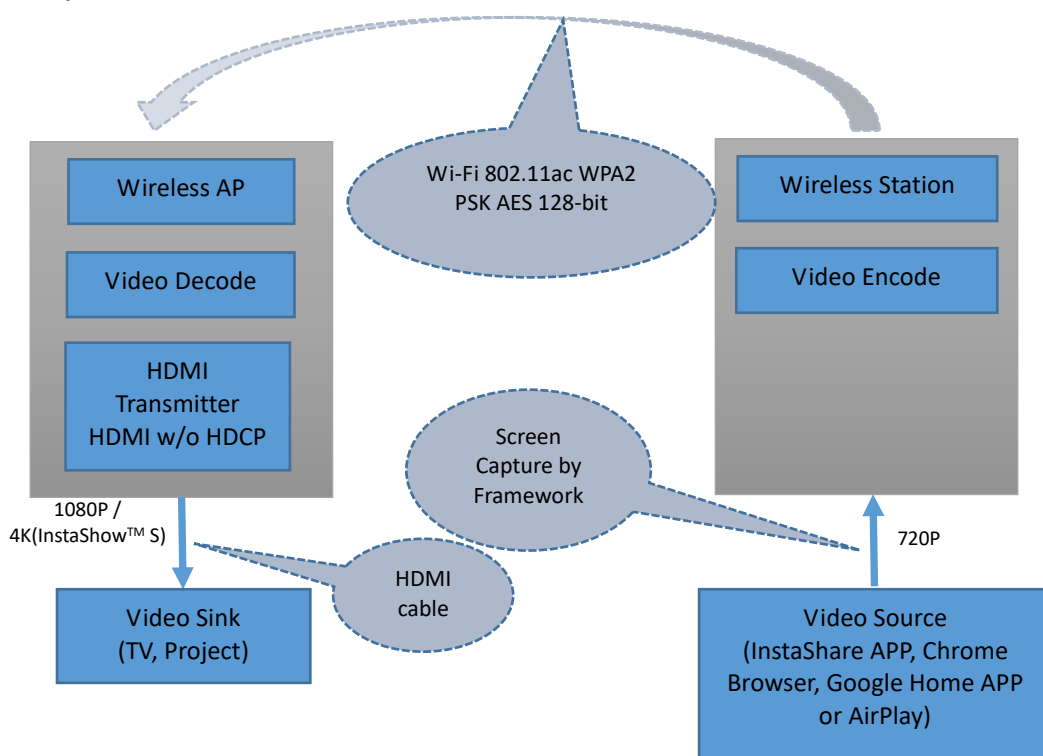 Wi-Fi 802.11ac WPA2
PSK AES 128-bit
Wireless AP
Video Decode
HDMI
Transmitter
HDMI w/o HDCP
Wireless Station
Video Encode
Screen
Capture by
Framework
1080P /
4K(InstaShow™ S)
720P
HDMI
cable
Video Sink
(TV, Project)
Video Source
(InstaShare APP, Chrome
Browser, Google Home APP
or AirPlay)